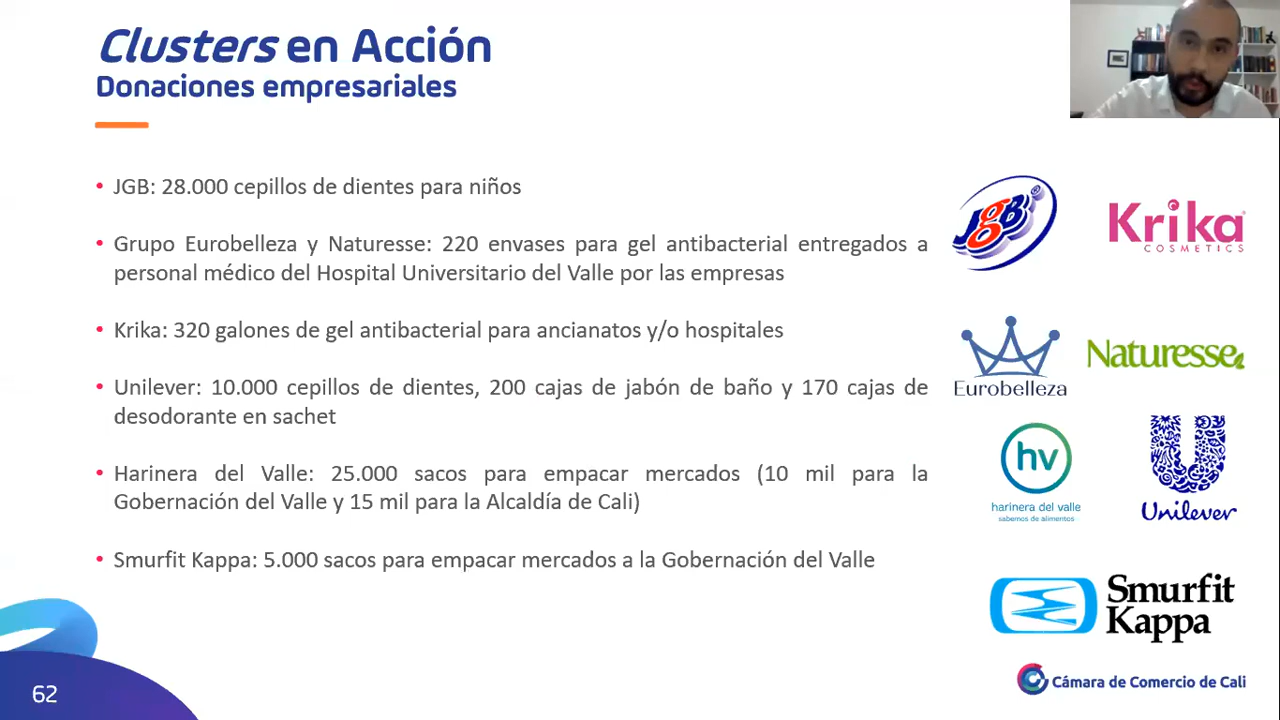 Clusters en Acción
Donaciones empresariales
• JGB: 28.000 cepillos de dientes para niños
• Grupo Eurobelleza y Naturesse: 220 envases para gel antibacterial entregados a
personal médico del Hospital Universitario del Valle por las empresas
• Krika: 320 galones de gel antibacterial para ancianatos y/o hospitales
• Unilever: 10.000 cepillos de dientes, 200 cajas de jabón de baño y 170 cajas de
desodorante en sachet
• Harinera del Valle: 25.000 sacos para empacar mercados (10 mil para la
Gobernación del Valle y 15 mil para la Alcaldía de Cali)
• Smurfit Kappa: 5.000 sacos para empacar mercados a la Gobernación del Valle
JGB®
Krika
COSMETICS
Eurobelleza
Naturesse
hv
harinera del valle
sabemos de alimentos
Unilever
Smurfit
Kappa
Cámara de Comercio de Cali
62